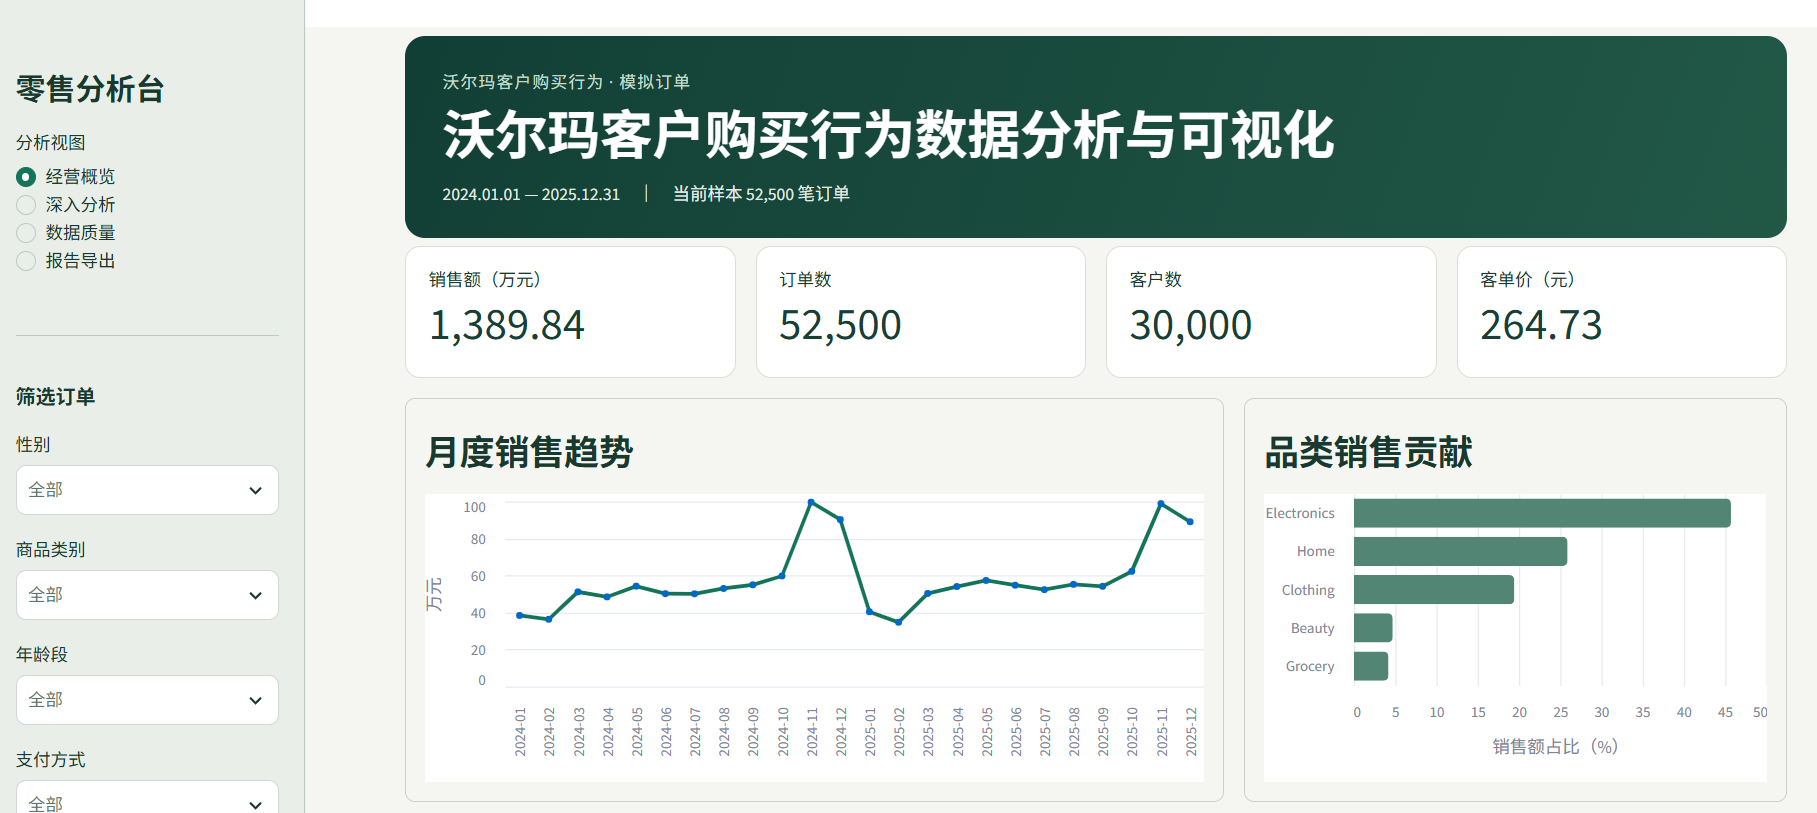 零售分析台
分析视图
经营概览
深入分析
数据质量
报告导出
筛选订单
性别
全部
商品类别
全部
年龄段
全部
支付方式
全部
沃尔玛客户购买行为 · 模拟订单
沃尔玛客户购买行为数据分析与可视化
2024.01.01 — 2025.12.31 | 当前样本 52,500 笔订单
销售额（万元）
1,389.84
订单数
52,500
客户数
30,000
客单价（元）
264.73
月度销售趋势
万元
100
80
60
40
20
0
2024-01
2024-02
2024-03
2024-04
2024-05
2024-06
2024-07
2024-08
2024-09
2024-10
2024-11
2024-12
2025-01
2025-02
2025-03
2025-04
2025-05
2025-06
2025-07
2025-08
2025-09
2025-10
2025-11
2025-12
品类销售贡献
Electronics
Home
Clothing
Beauty
Grocery
0 5 10 15 20 25 30 35 40 45 50
销售额占比（%）